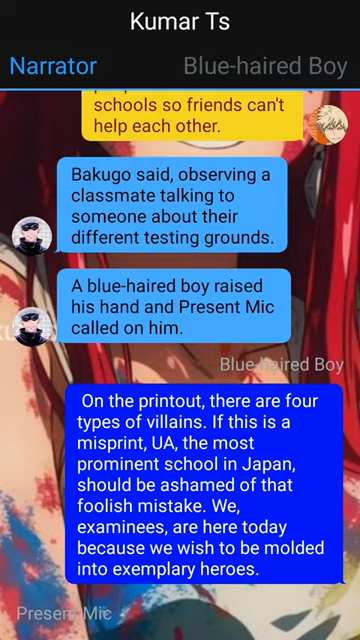 Kumar Ts
Narrator
Blue-haired Boy
schools so friends can't
help each other.
Bakugo said, observing a
classmate talking to
someone about their
different testing grounds.
A blue-haired boy raised
his hand and Present Mic
called on him.
Blue-haired Boy
On the printout, there are four
types of villains. If this is a
misprint, UA, the most
prominent school in Japan,
should be ashamed of that
foolish mistake. We,
examinees, are here today
because we wish to be molded
into exemplary heroes.
Present Mic